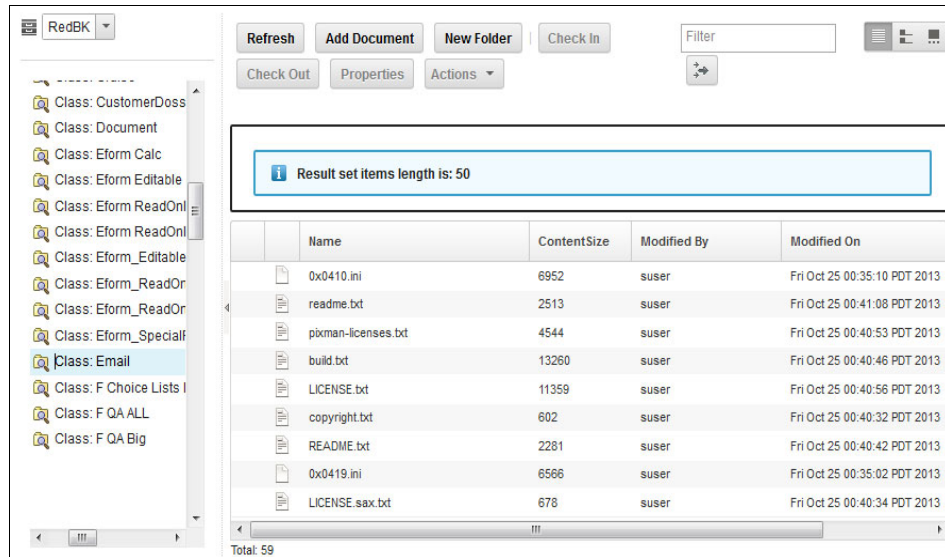 RedBK
Refresh Add Document New Folder Check In Filter
Check Out Properties Actions
Class: CustomerDoss
Class: Document
Class: Eform Calc
Class: Eform Editable
Class: Eform ReadOnl
Class: Eform ReadOnl
Class: Eform_Editable
Class: Eform_ReadOn
Class: Eform_ReadOn
Class: Eform_SpecialF
Class: Email
Class: F Choice Lists
Class: F QA ALL
Class: F QA Big
Result set items length is: 50
Name ContentSize Modified By Modified On
0x0410.ini 6952 suser Fri Oct 25 00:35:10 PDT 2013
readme.txt 2513 suser Fri Oct 25 00:41:08 PDT 2013
pixman-licenses.txt 4544 suser Fri Oct 25 00:40:53 PDT 2013
build.txt 13260 suser Fri Oct 25 00:40:46 PDT 2013
LICENSE.txt 11359 suser Fri Oct 25 00:40:56 PDT 2013
copyright.txt 602 suser Fri Oct 25 00:40:32 PDT 2013
README.txt 2281 suser Fri Oct 25 00:40:42 PDT 2013
0x0419.ini 6566 suser Fri Oct 25 00:35:02 PDT 2013
LICENSE.sax.txt 678 suser Fri Oct 25 00:40:34 PDT 2013
Total: 59